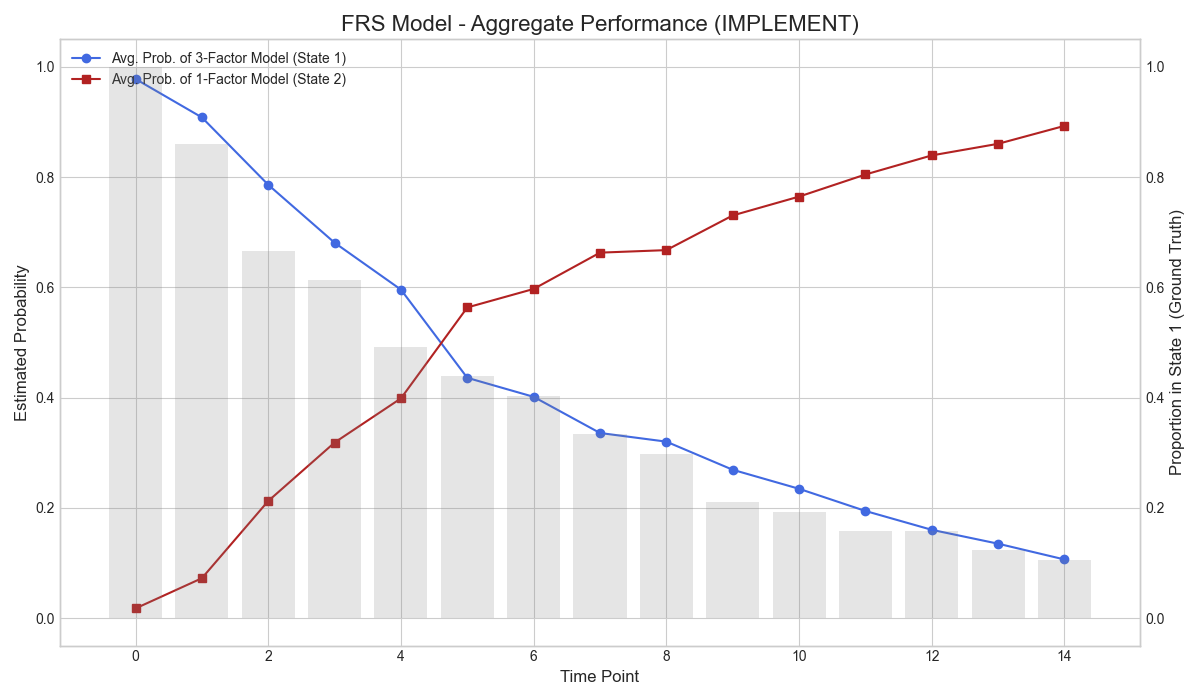 FRS Model - Aggregate Performance (IMPLEMENT)
Avg. Prob. of 3-Factor Model (State 1)
Avg. Prob. of 1-Factor Model (State 2)
Estimated Probability
1.0
0.8
0.6
0.4
0.2
0.0
1.0
0.8
0.6
0.4
0.2
0.0
Proportion in State 1 (Ground Truth)
0 2 4 6 8 10 12 14
Time Point